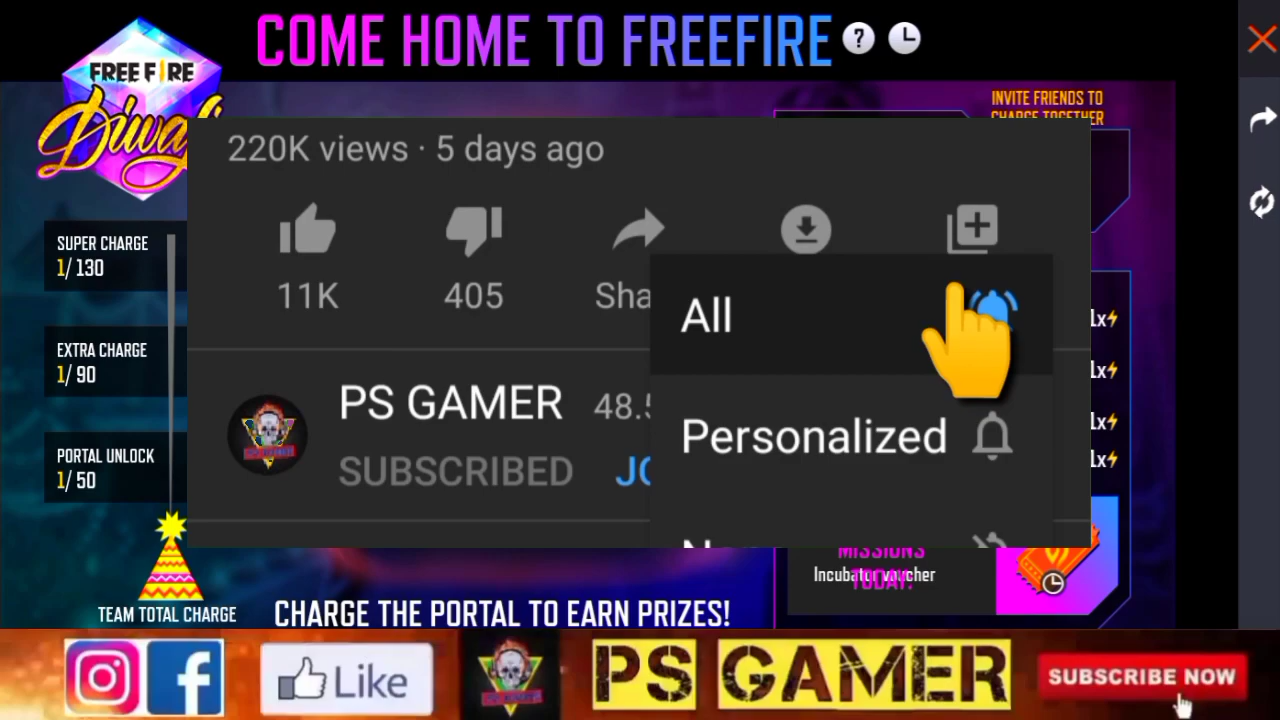 COME HOME TO FREEFIRE ?
FREE FIRE
INVITE FRIENDS TO
CHARGE TOGETHER
220K views · 5 days ago
SUPER CHARGE
1/ 130
11K
405
All
1x
EXTRA CHARGE
1/ 90
1x
PS GAMER
Personalized
1x
SUBSCRIBED
1x
PORTAL UNLOCK
1/ 50
MISSIONS
TODAY!
Incubator voucher
TEAM TOTAL CHARGE
CHARGE THE PORTAL TO EARN PRIZES!
Like
PS GAMER
SUBSCRIBE NOW